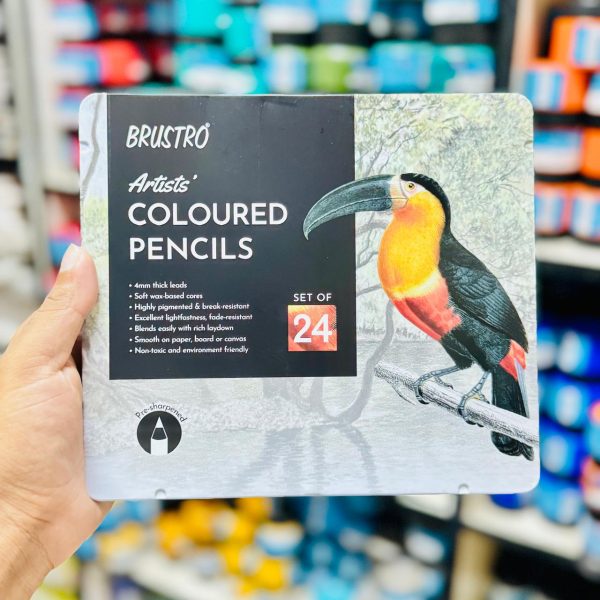 BRUSTRO®
Artists'
COLOURED
PENCILS
• 4mm thick leads
• Soft wax-based cores
• Highly pigmented & break-resistant
• Excellent lightfastness, fade-resistant
• Blends easily with rich laydown
• Smooth on paper, board or canvas
• Non-toxic and environment friendly
SET OF
24
Pre-sharpened